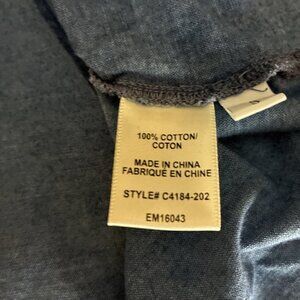 100% COTTON/
COTON
MADE IN CHINA
FABRIQUÉ EN CHINE
STYLE# C4184-202
EM16043